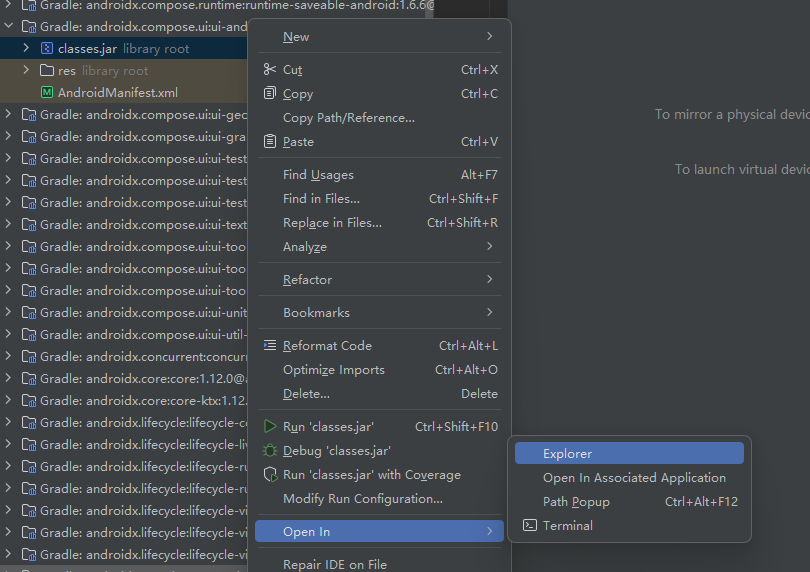 Gradle: androidx.compose.runtime:runtime-saveable-android:1.6.6@
Gradle: androidx.compose.ui:ui-and
classes.jar library root
res library root
AndroidManifest.xml
Gradle: androidx.compose.ui:ui-geo
Gradle: androidx.compose.ui:ui-gra
Gradle: androidx.compose.ui:ui-test
Gradle: androidx.compose.ui:ui-test
Gradle: androidx.compose.ui:ui-test
Gradle: androidx.compose.ui:ui-text
Gradle: androidx.compose.ui:ui-too
Gradle: androidx.compose.ui:ui-too
Gradle: androidx.compose.ui:ui-too
Gradle: androidx.compose.ui:ui-unit
Gradle: androidx.compose.ui:ui-util-
Gradle: androidx.concurrent:concur
Gradle: androidx.core:core:1.12.0@a
Gradle: androidx.core:core-ktx:1.12.
Gradle: androidx.lifecycle:lifecycle-c
Gradle: androidx.lifecycle:lifecycle-liv
Gradle: androidx.lifecycle:lifecycle-ru
Gradle: androidx.lifecycle:lifecycle-ru
Gradle: androidx.lifecycle:lifecycle-vi
Gradle: androidx.lifecycle:lifecycle-vi
Gradle: androidx.lifecycle:lifecycle-vi
New
Cut Ctrl+X
Copy Ctrl+C
Copy Path/Reference...
Paste Ctrl+V
Find Usages Alt+F7
Find in Files... Ctrl+Shift+F
Replace in Files... Ctrl+Shift+R
Analyze
Refactor
Bookmarks
Reformat Code Ctrl+Alt+L
Optimize Imports Ctrl+Alt+O
Delete... Delete
Run 'classes.jar' Ctrl+Shift+F10
Debug 'classes.jar'
Run 'classes.jar' with Coverage
Modify Run Configuration...
Open In
Repair IDE on File
Explorer
Open In Associated Application
Path Popup Ctrl+Alt+F12
Terminal
To mirror a physical devic
To launch virtual devic